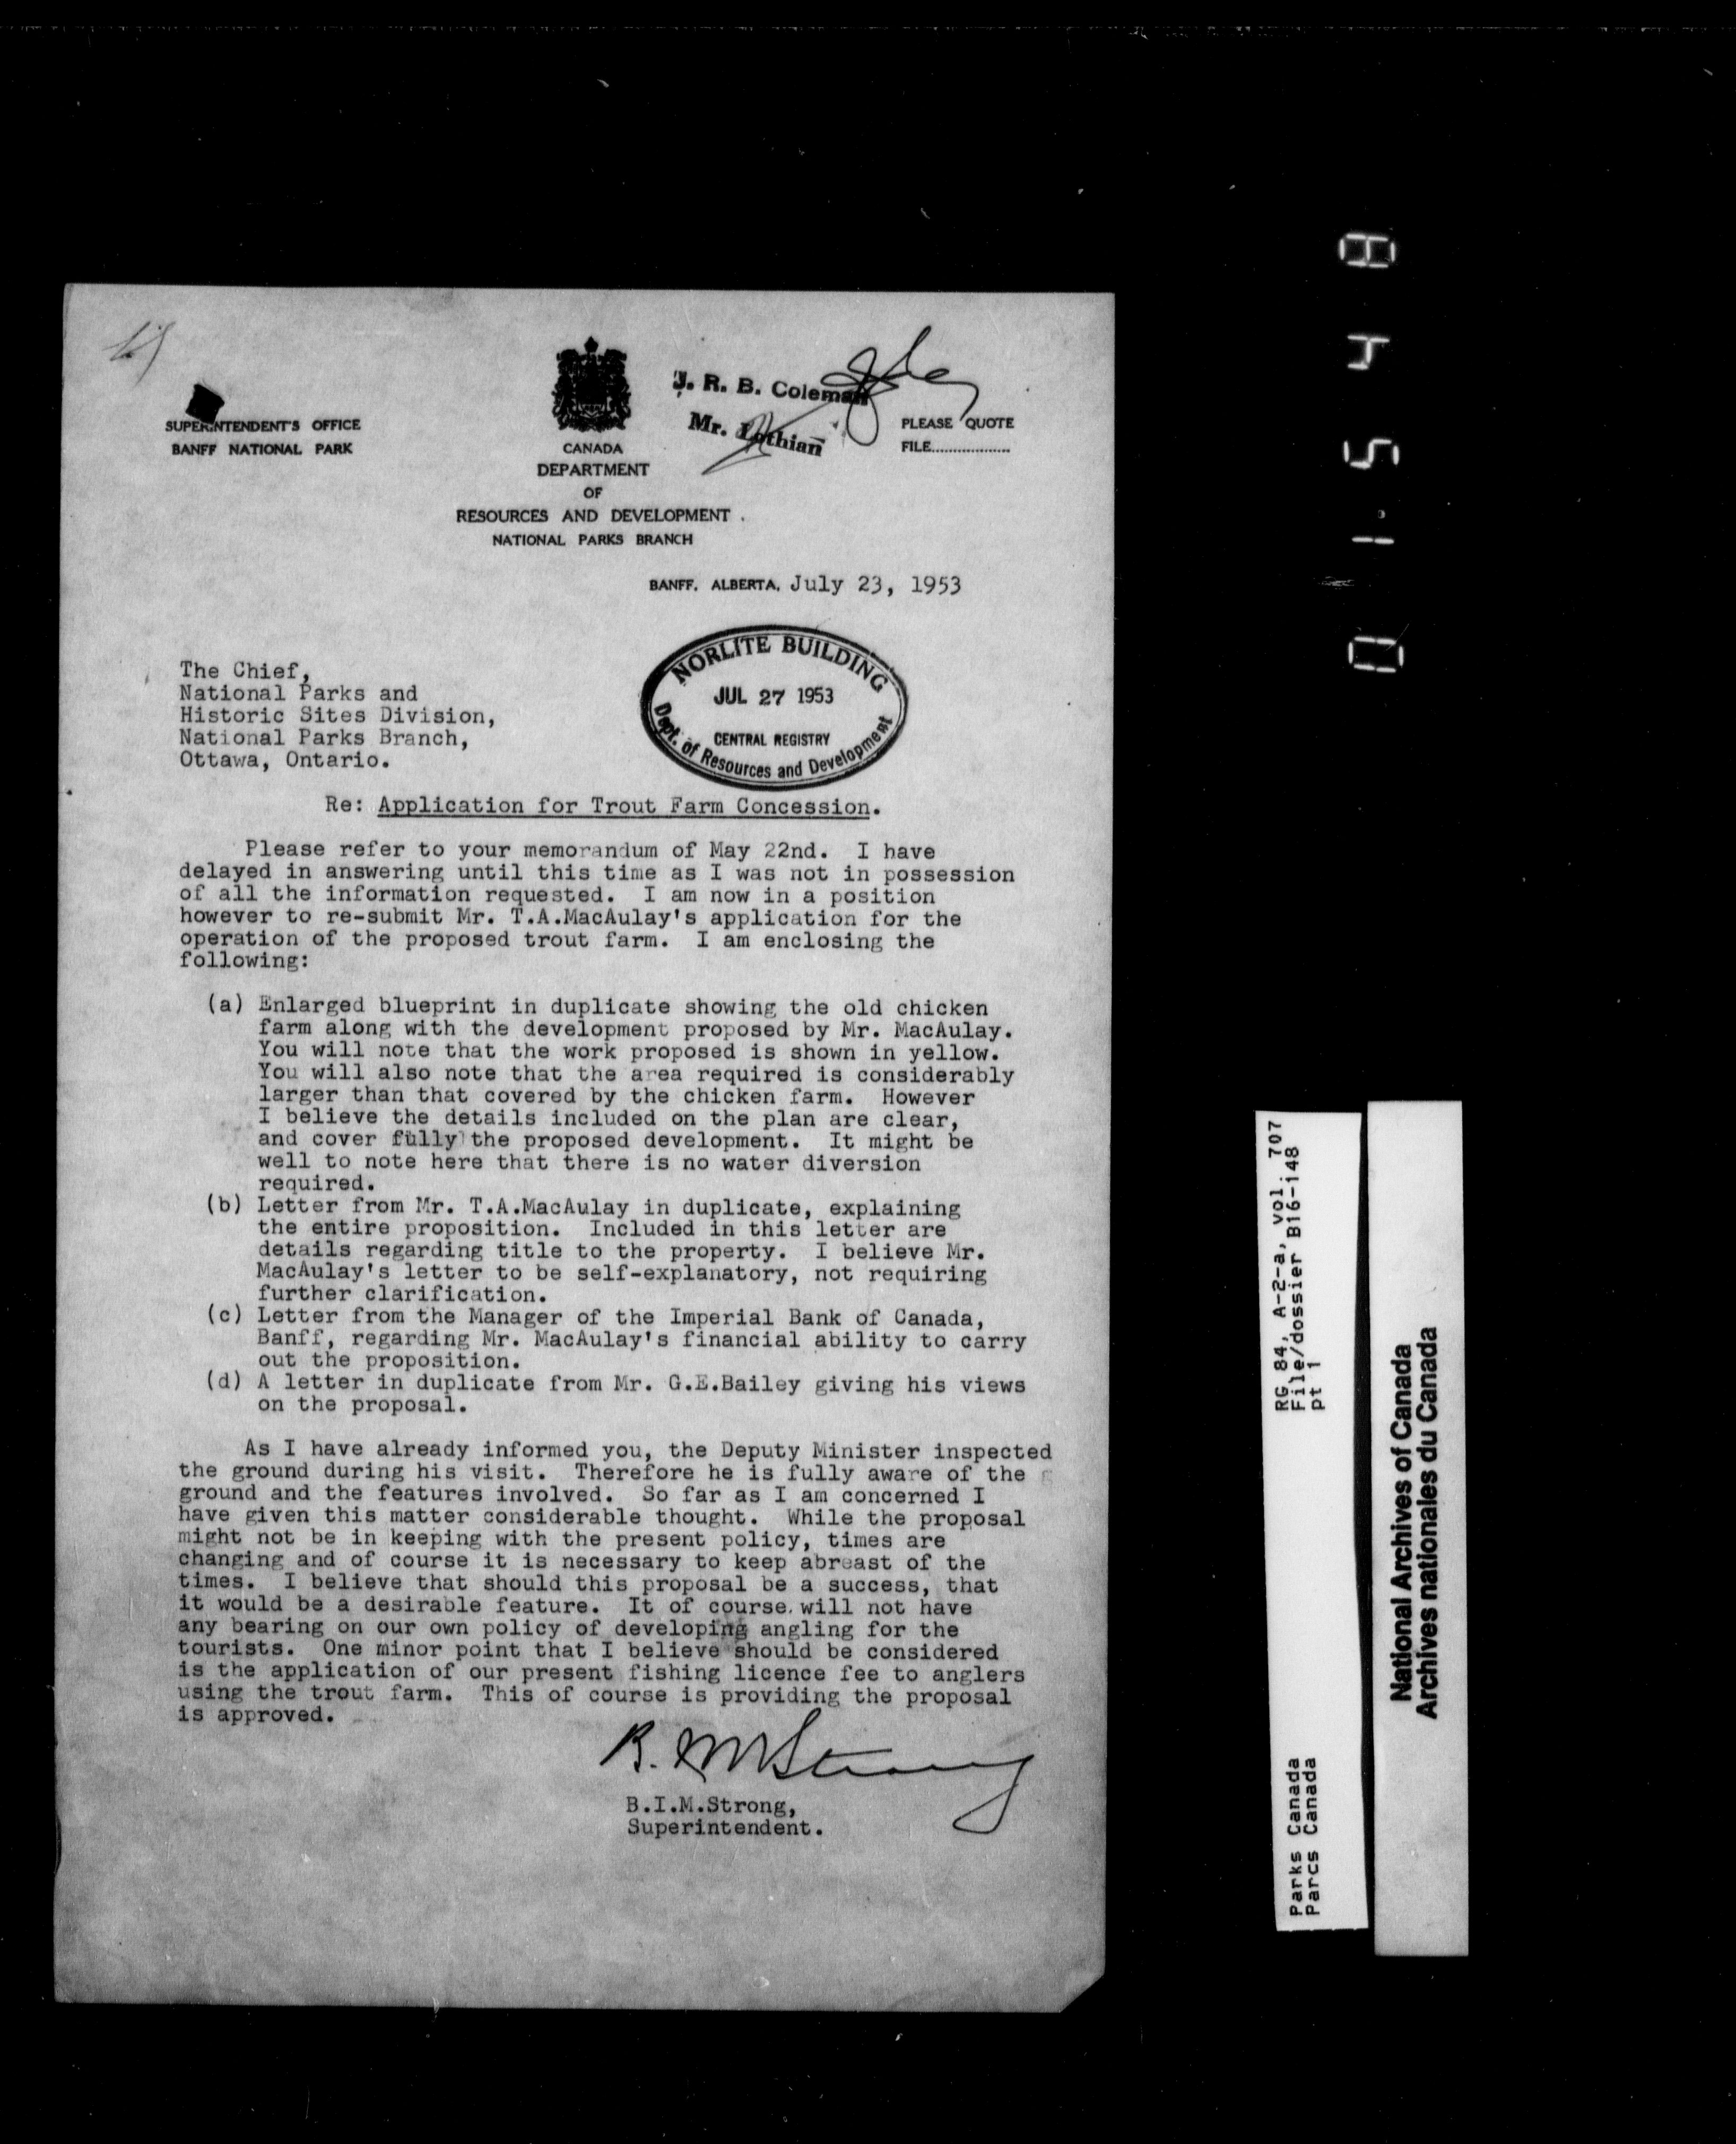 J. R. B. Coleman
Mr. Lothian
SUPERINTENDENT'S OFFICE
BANFF NATIONAL PARK
PLEASE QUOTE
FILE..................
CANADA
DEPARTMENT
OF
RESOURCES AND DEVELOPMENT
NATIONAL PARKS BRANCH
BANFF, ALBERTA, July 23, 1953
NORLITE BUILDING
JUL 27 1953
CENTRAL REGISTRY
Dept. of Resources and Development
The Chief,
National Parks and
Historic Sites Division,
National Parks Branch,
Ottawa, Ontario.
Re: Application for Trout Farm Concession.
Please refer to your memorandum of May 22nd. I have
delayed in answering until this time as I was not in possession
of all the information requested. I am now in a position
however to re-submit Mr. T.A.MacAulay's application for the
operation of the proposed trout farm. I am enclosing the
following:
(a) Enlarged blueprint in duplicate showing the old chicken
farm along with the development proposed by Mr. MacAulay.
You will note that the work proposed is shown in yellow.
You will also note that the area required is considerably
larger than that covered by the chicken farm. However
I believe the details included on the plan are clear,
and cover fully the proposed development. It might be
well to note here that there is no water diversion
required.
(b) Letter from Mr. T.A.MacAulay in duplicate, explaining
the entire proposition. Included in this letter are
details regarding title to the property. I believe Mr.
MacAulay's letter to be self-explanatory, not requiring
further clarification.
(c) Letter from the Manager of the Imperial Bank of Canada,
Banff, regarding Mr. MacAulay's financial ability to carry
out the proposition.
(d) A letter in duplicate from Mr. G.E.Bailey giving his views
on the proposal.
As I have already informed you, the Deputy Minister inspected
the ground during his visit. Therefore he is fully aware of the
ground and the features involved. So far as I am concerned I
have given this matter considerable thought. While the proposal
might not be in keeping with the present policy, times are
changing and of course it is necessary to keep abreast of the
times. I believe that should this proposal be a success, that
it would be a desirable feature. It of course will not have
any bearing on our own policy of developing angling for the
tourists. One minor point that I believe should be considered
is the application of our present fishing licence fee to anglers
using the trout farm. This of course is providing the proposal
is approved.
B.I.M.Strong,
Superintendent.
01548
RG 84, A-2-a, vol. 707
File/dossier B16-148
pt 1
Parks Canada
Parcs Canada
National Archives of Canada
Archives nationales du Canada